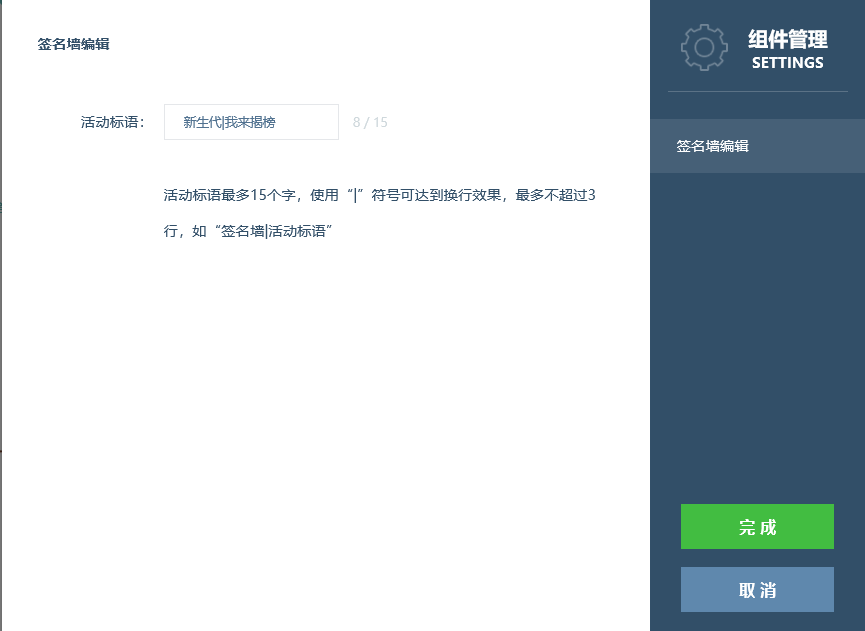 签名墙编辑
活动标语：
新生代|我来揭榜
8 / 15
活动标语最多15个字，使用“|”符号可达到换行效果，最多不超过3
行，如“签名墙|活动标语”
组件管理
SETTINGS
签名墙编辑
完 成
取 消